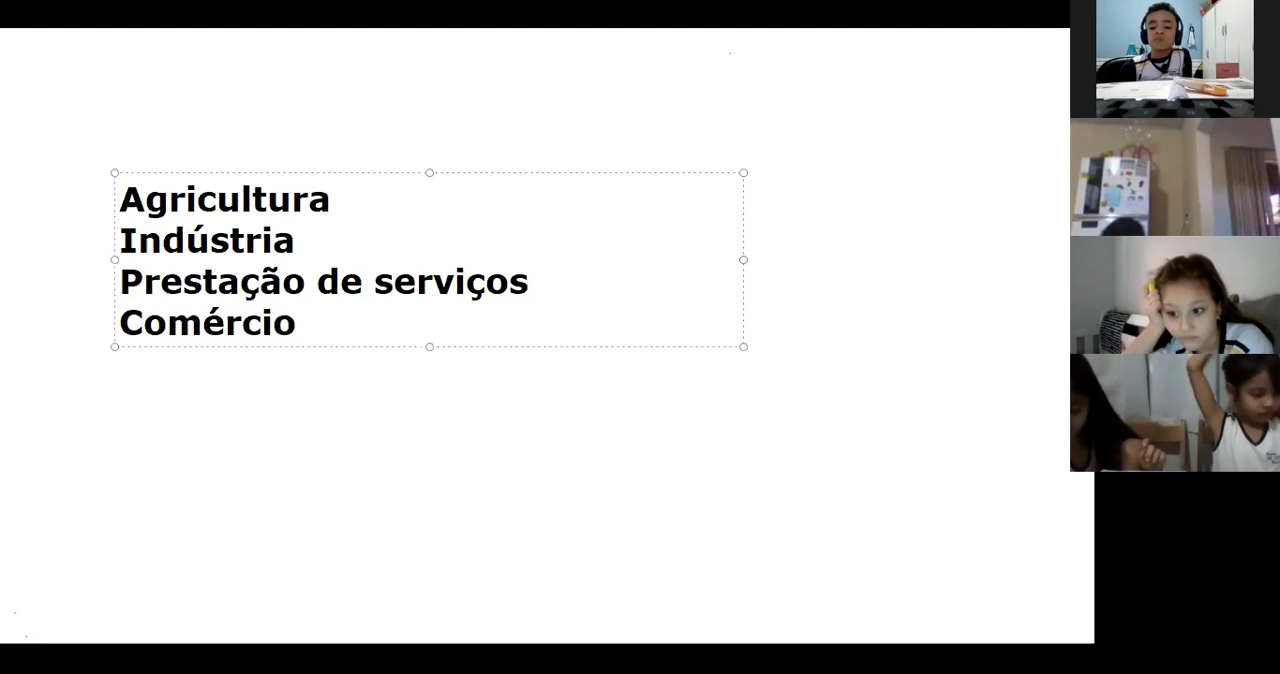 Agricultura
Indústria
Prestação de serviços
Comércio